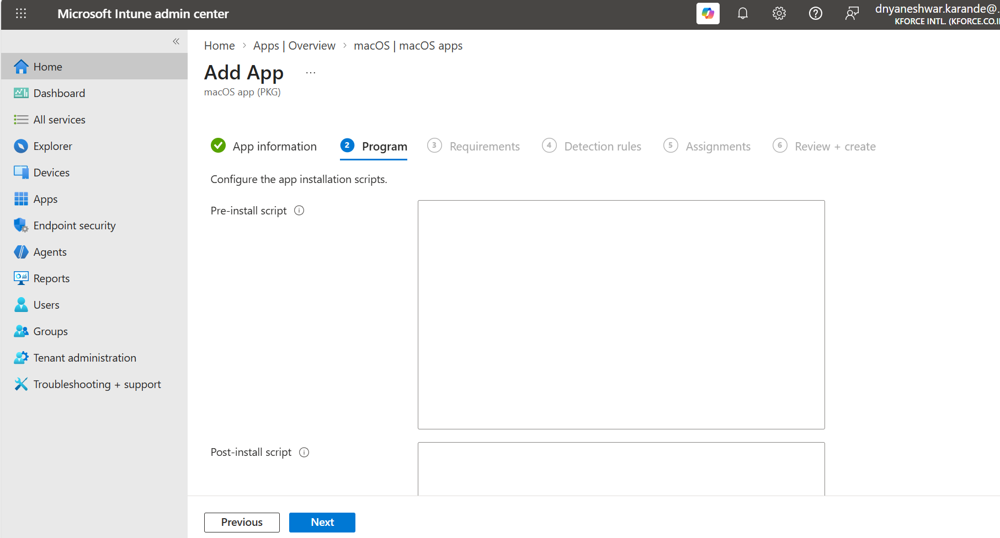 Microsoft Intune admin center
dnyaneshwar.karande@.
KFORCE INTL. (KFORCE.CO.I
Home
Dashboard
All services
Explorer
Devices
Apps
Endpoint security
Agents
Reports
Users
Groups
Tenant administration
Troubleshooting + support
Home > Apps | Overview > macOS | macOS apps
Add App ...
macOS app (PKG)
App information 2 Program 3 Requirements 4 Detection rules 5 Assignments 6 Review + create
Configure the app installation scripts.
Pre-install script
Post-install script
Previous Next